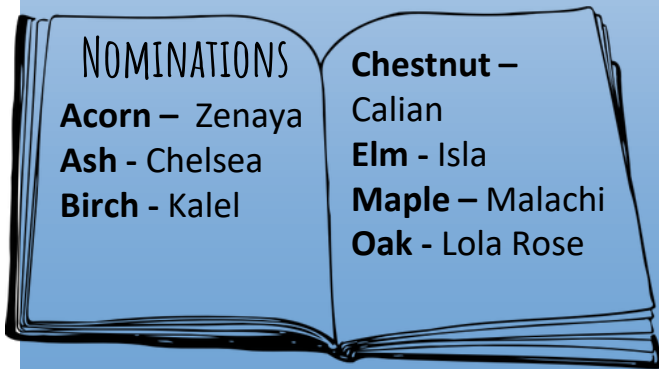 NOMINATIONS
Acorn – Zenaya
Ash - Chelsea
Birch - Kalel
Chestnut –
Calian
Elm - Isla
Maple – Malachi
Oak - Lola Rose